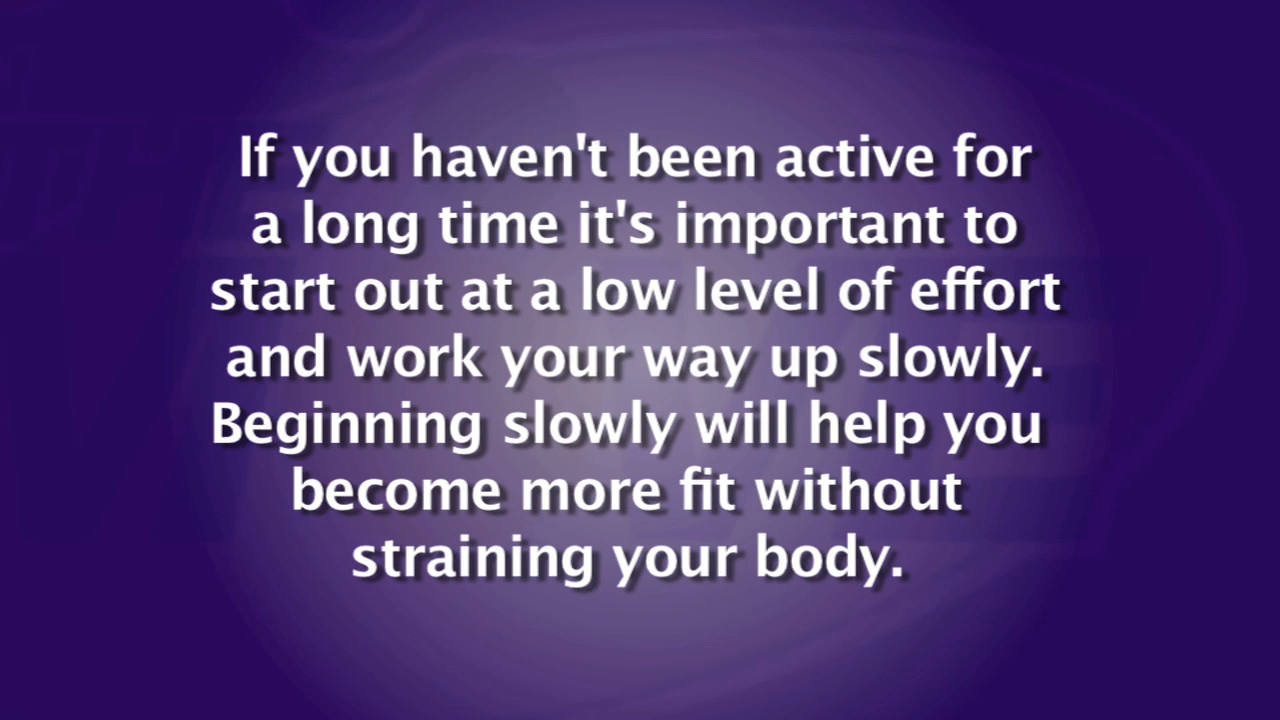 If you haven't been active for
a long time it's important to
start out at a low level of effort
and work your way up slowly.
Beginning slowly will help you
become more fit without
straining your body.